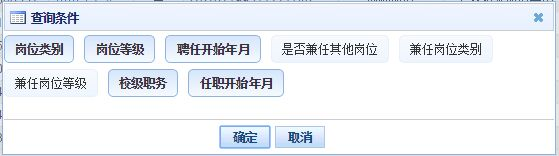 查询条件
岗位类别 岗位等级 聘任开始年月 是否兼任其他岗位 兼任岗位类别
兼任岗位等级 校级职务 任职开始年月
确定 取消